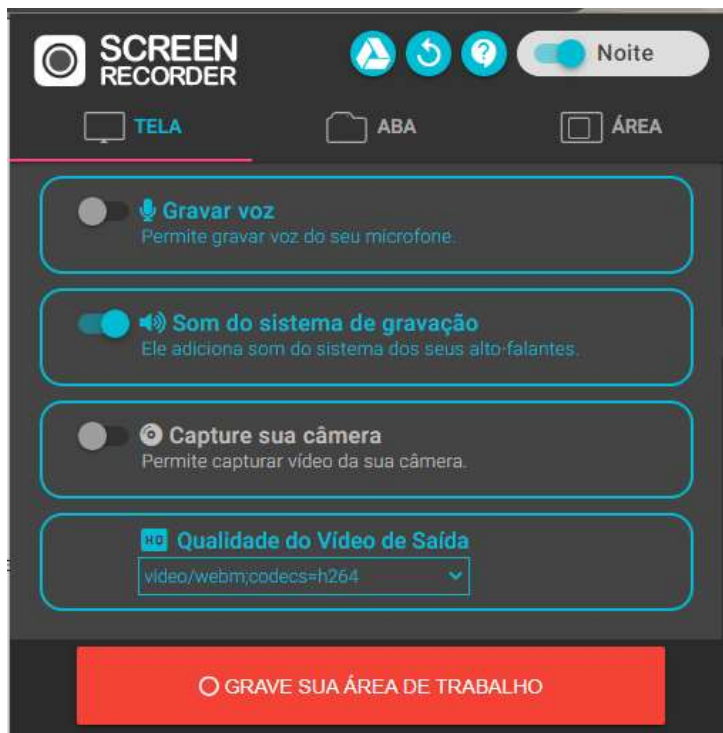 SCREEN
RECORDER
Noite
TELA
ABA
ÁREA
Gravar voz
Permite gravar voz do seu microfone.
Som do sistema de gravação
Ele adiciona som do sistema dos seus alto-falantes.
Capture sua câmera
Permite capturar vídeo da sua câmera.
HQ Qualidade do Vídeo de Saída
video/webm;codecs=h264
GRAVE SUA ÁREA DE TRABALHO